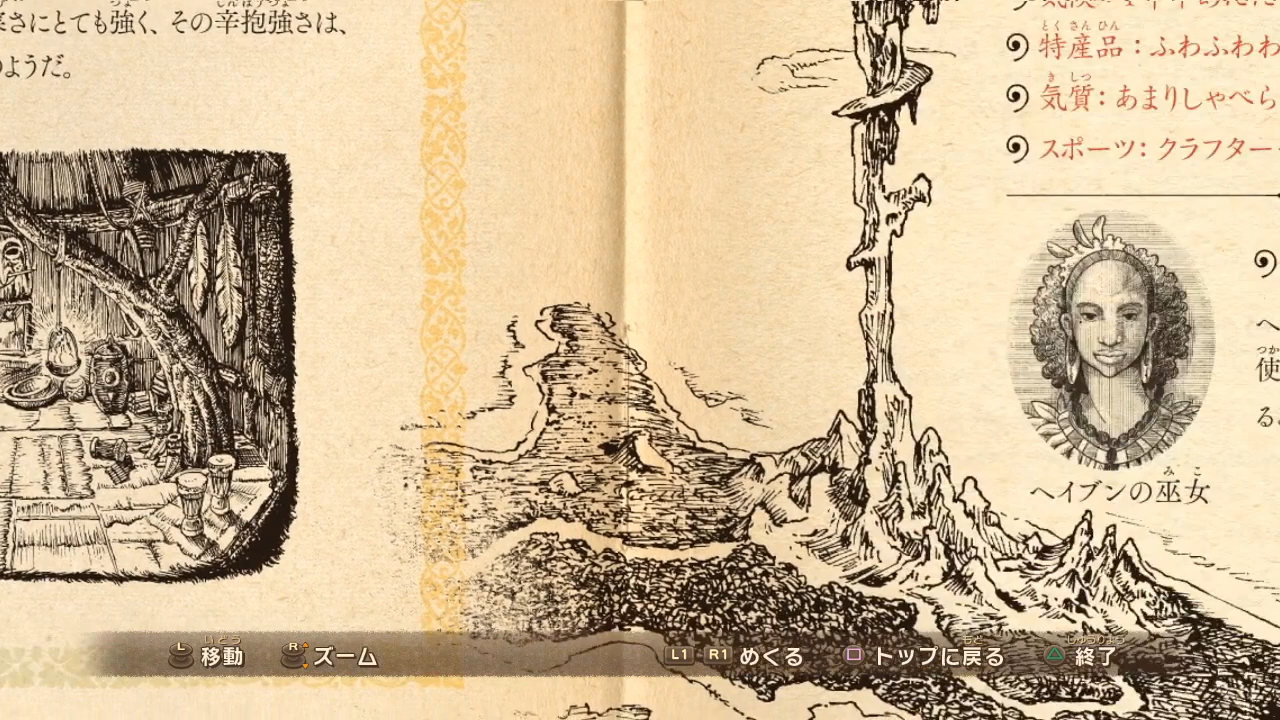 さにとても強く、その辛抱強さは、
ようだ。
特産品：ふわふわわ
気質：あまりしゃべら
スポーツ：クラフター
ヘ
使
る
ヘイブンの巫女
L 移動 R ズーム L1 R1 めくる □ トップに戻る △ 終了